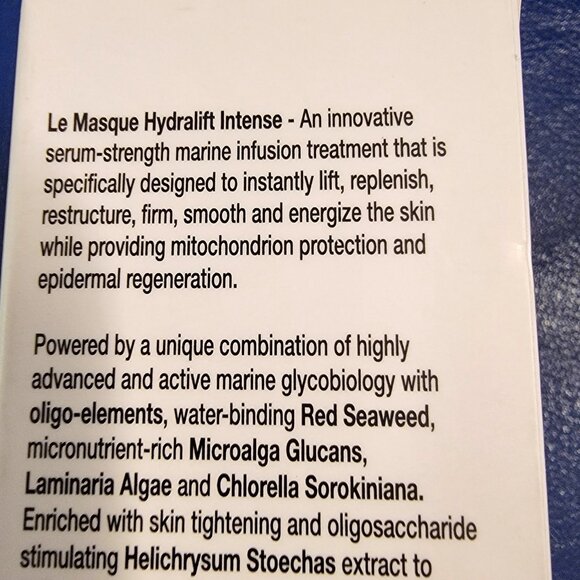 Le Masque Hydralift Intense - An innovative
serum-strength marine infusion treatment that is
specifically designed to instantly lift, replenish,
restructure, firm, smooth and energize the skin
while providing mitochondrion protection and
epidermal regeneration.
Powered by a unique combination of highly
advanced and active marine glycobiology with
oligo-elements, water-binding Red Seaweed,
micronutrient-rich Microalga Glucans,
Laminaria Algae and Chlorella Sorokiniana.
Enriched with skin tightening and oligosaccharide
stimulating Helichrysum Stoechas extract to